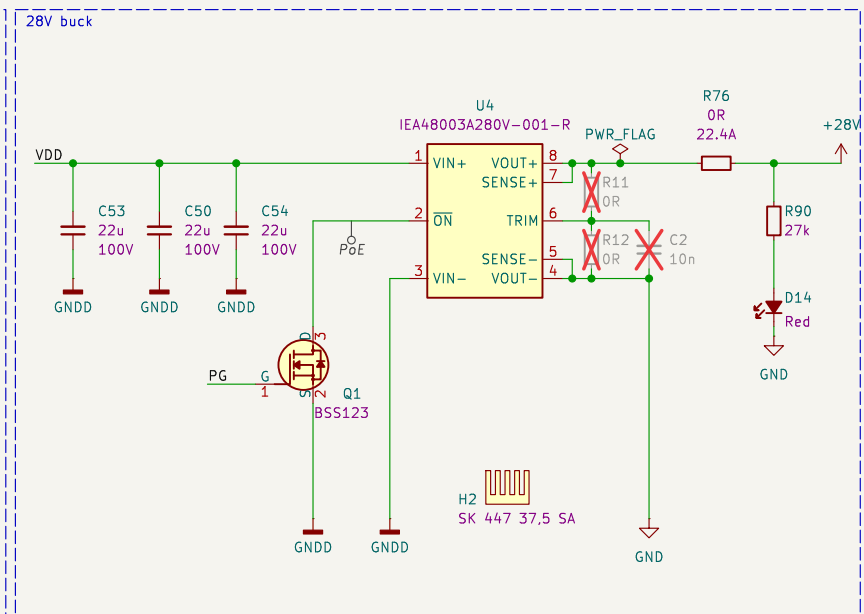 28V buck
U4
IEA48003A280V-001-R
R76
0R
22.4A
+28V
PWR_FLAG
VDD
1
VIN+
VOUT+
8
SENSE+
7
R11
0R
C53
22u
100V
C50
22u
100V
C54
22u
100V
2
ON
TRIM
6
PoE
R12
0R
C2
10n
R90
27k
SENSE-
5
3
VIN-
VOUT-
4
GNDD
GNDD
GNDD
D14
Red
GND
D
3
PG
G
1
S
2
Q1
BSS123
H2
SK 447 37,5 SA
GNDD
GNDD
GND